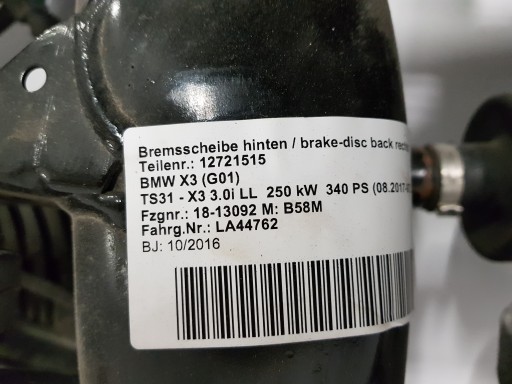 Bremsscheibe hinten / brake-disc back
Teilenr.: 12721515
BMW X3 (G01)
TS31 - X3 3.0i LL 250 kW 340 PS (08.2017-
Fzgnr.: 18-13092 M: B58M
Fahrg.Nr.: LA44762
BJ: 10/2016